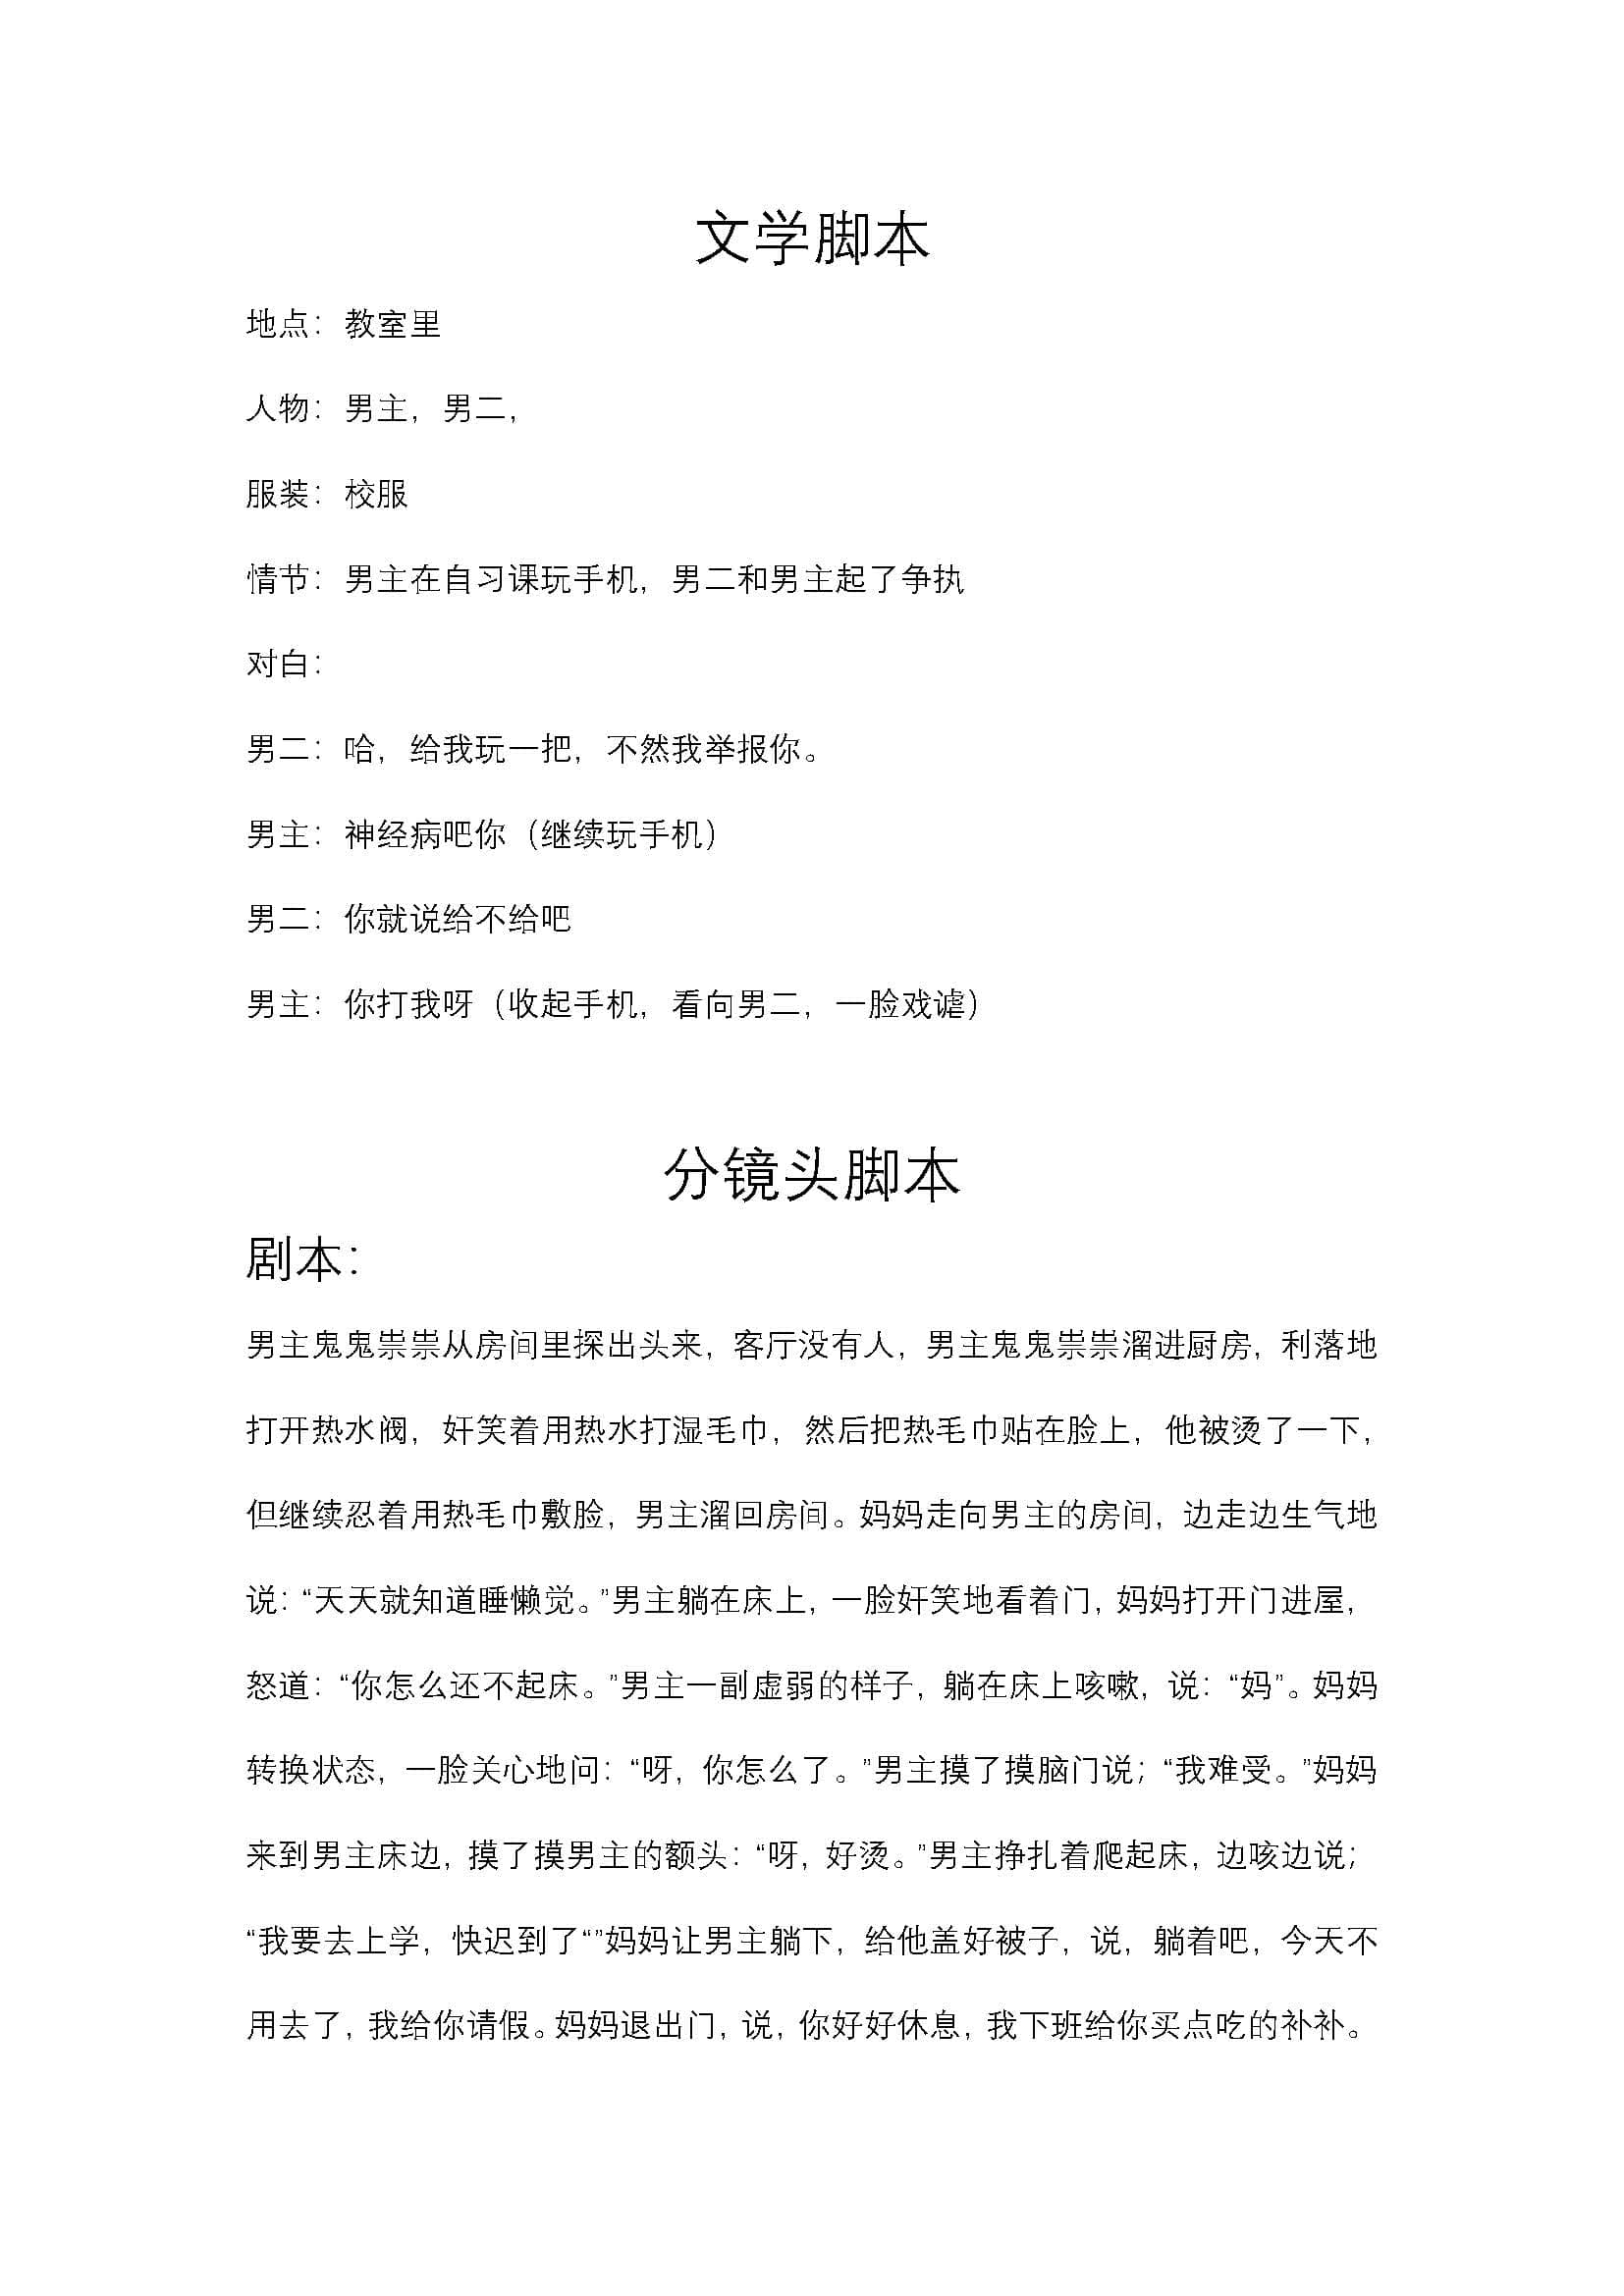 文学脚本
地点：教室里
人物：男主，男二，
服装：校服
情节：男主在自习课玩手机，男二和男主起了争执
对白：
男二：哈，给我玩一把，不然我举报你。
男主：神经病吧你（继续玩手机）
男二：你就说给不给吧
男主：你打我呀（收起手机，看向男二，一脸戏谑）
分镜头脚本
剧本：
男主鬼鬼祟祟从房间里探出头来，客厅没有人，男主鬼鬼祟祟溜进厨房，利落地
打开热水阀，奸笑着用热水打湿毛巾，然后把热毛巾贴在脸上，他被烫了一下，
但继续忍着用热毛巾敷脸，男主溜回房间。妈妈走向男主的房间，边走边生气地
说：“天天就知道睡懒觉。”男主躺在床上，一脸奸笑地看着门，妈妈打开门进屋，
怒道：“你怎么还不起床。”男主一副虚弱的样子，躺在床上咳嗽，说：“妈”。妈妈
转换状态，一脸关心地问：“呀，你怎么了。”男主摸了摸脑门说；“我难受。”妈妈
来到男主床边，摸了摸男主的额头：“呀，好烫。”男主挣扎着爬起床，边咳边说；
“我要去上学，快迟到了“”妈妈让男主躺下，给他盖好被子，说，躺着吧，今天不
用去了，我给你请假。妈妈退出门，说，你好好休息，我下班给你买点吃的补补。